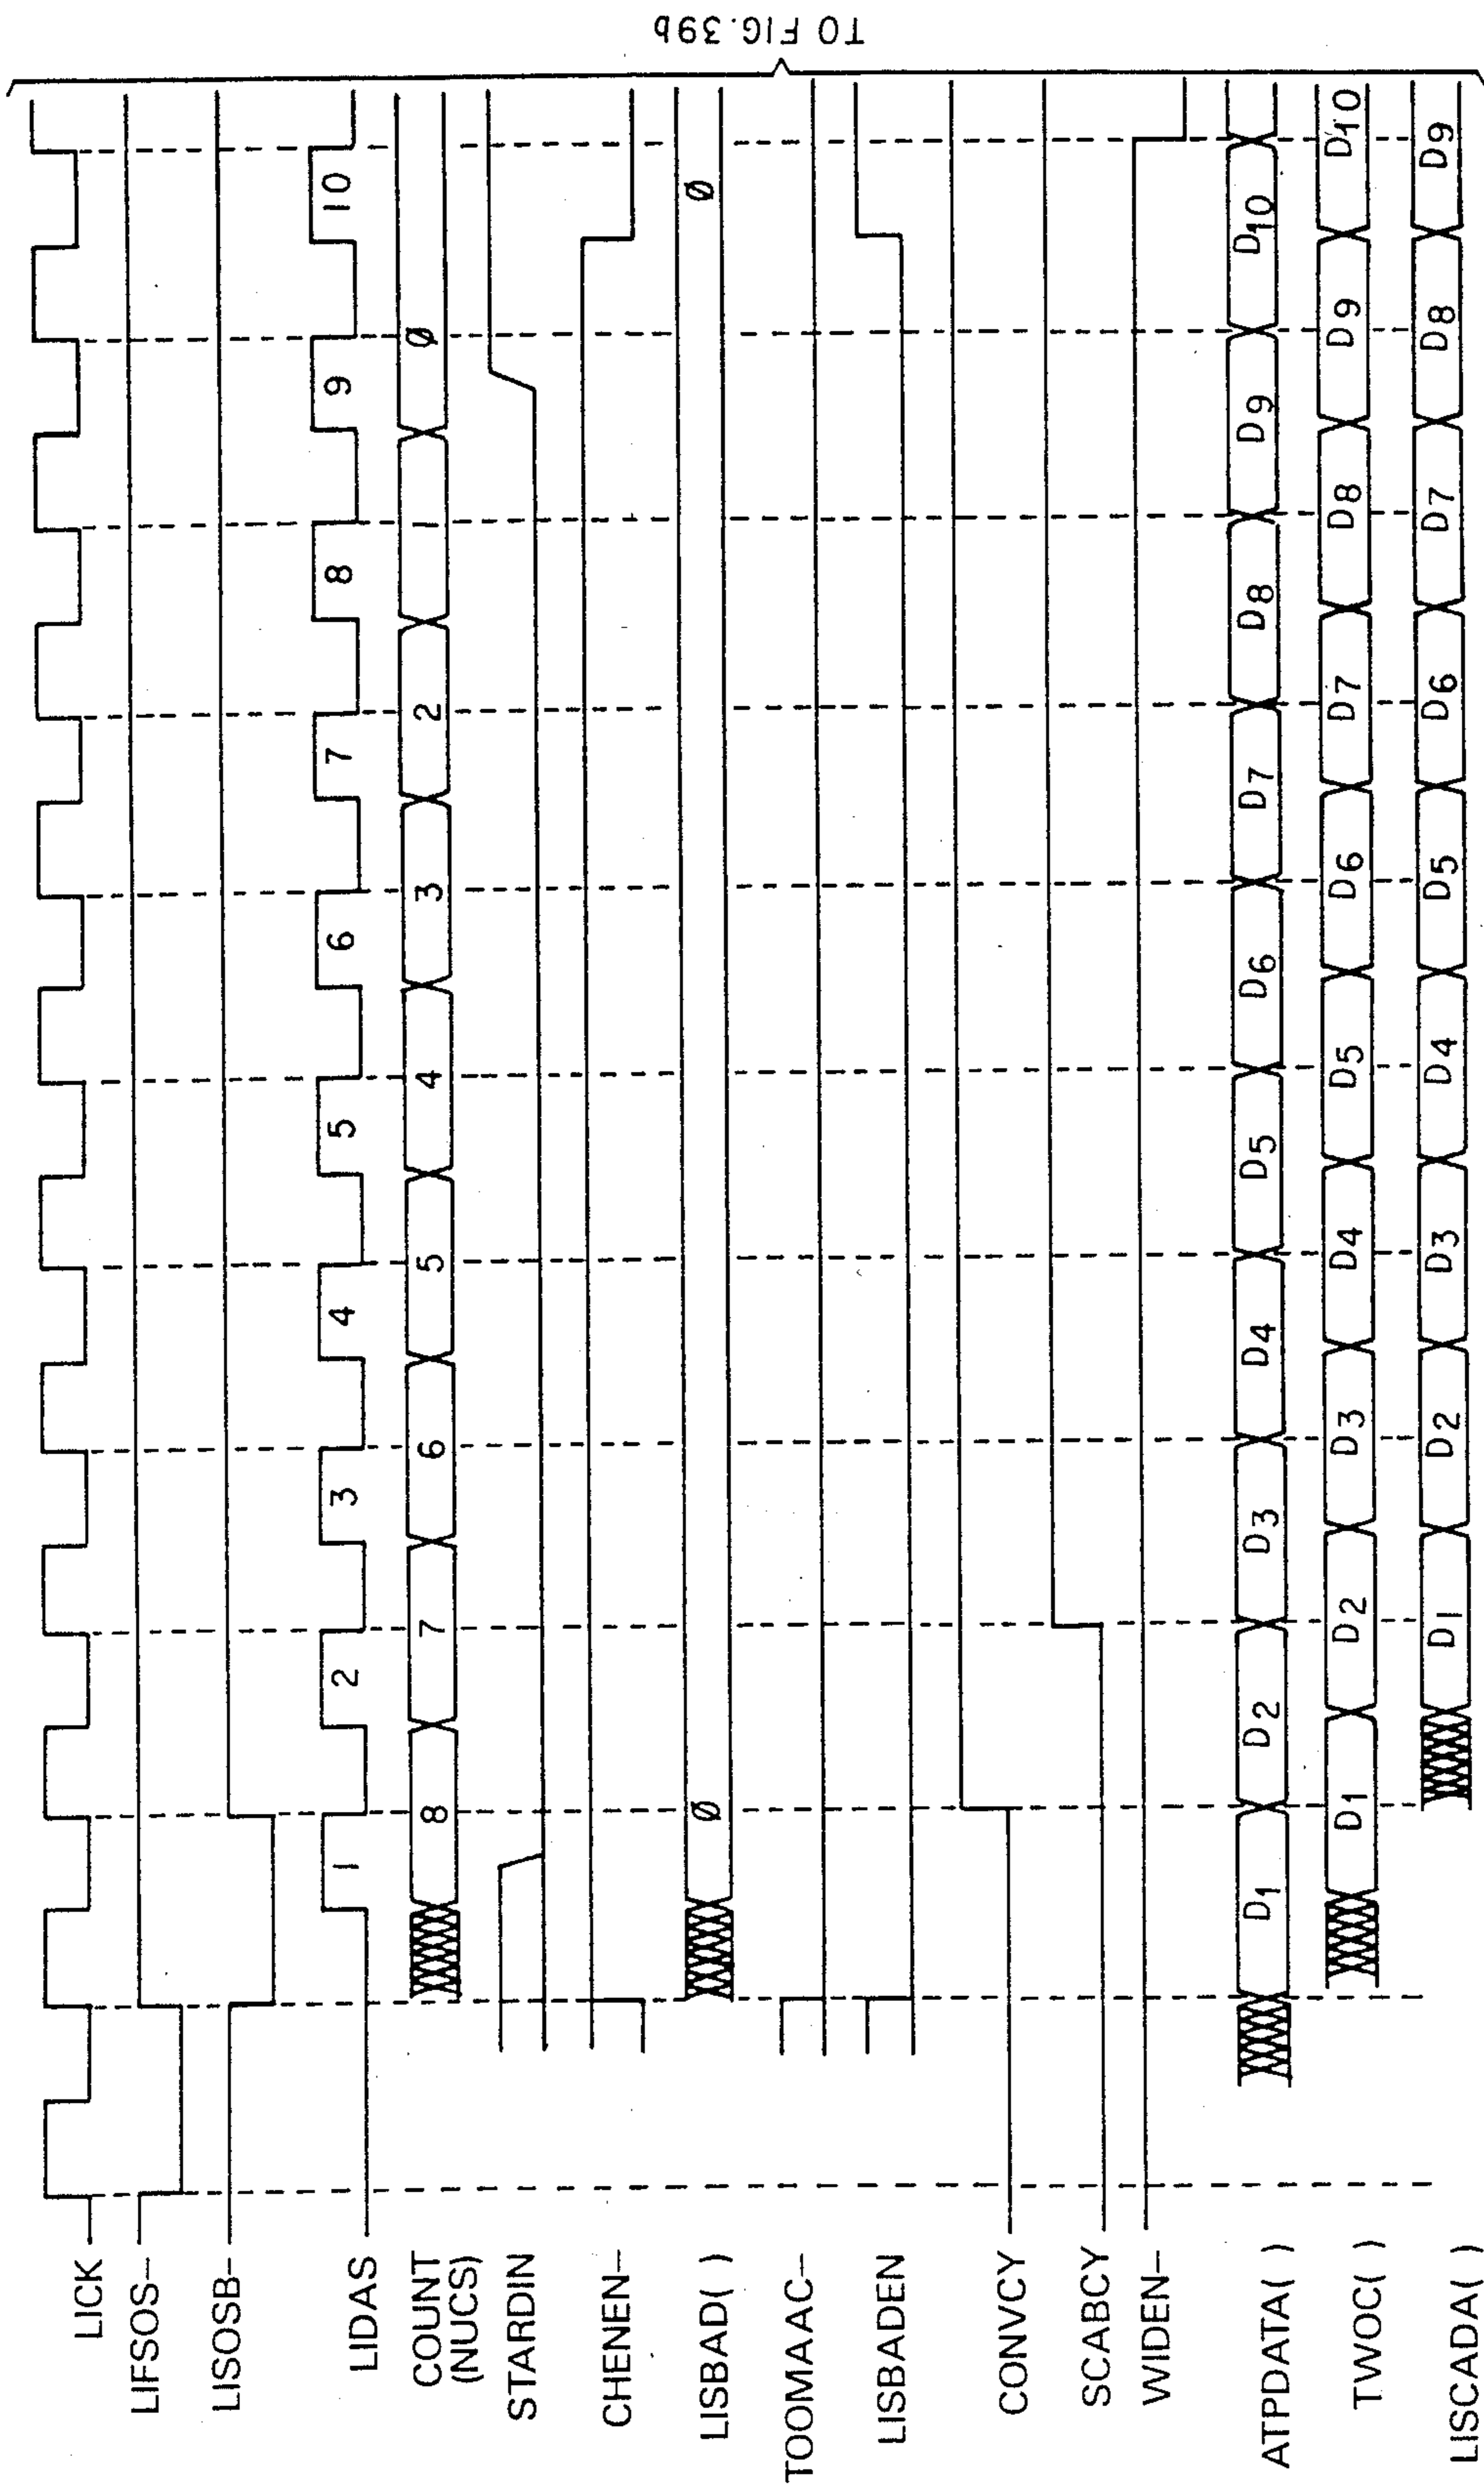 TO FIG.39b
LICK
LIFSOS–
LISOSB–
LIDAS 1 2 3 4 5 6 7 8 9 10
COUNT (NUCS) 8 7 6 5 4 3 2 1 Ø
STARDIN
CHENEN–
LISBAD( ) Ø Ø
TOOMAAC–
LISBADEN
CONVCY
SCABCY
WIDEN–
ATPDATA( ) D1 D2 D3 D4 D5 D6 D7 D8 D9 D10
TWOC( ) D1 D2 D3 D4 D5 D6 D7 D8 D9 D10
LISCADA( ) D1 D2 D3 D4 D5 D6 D7 D8 D9